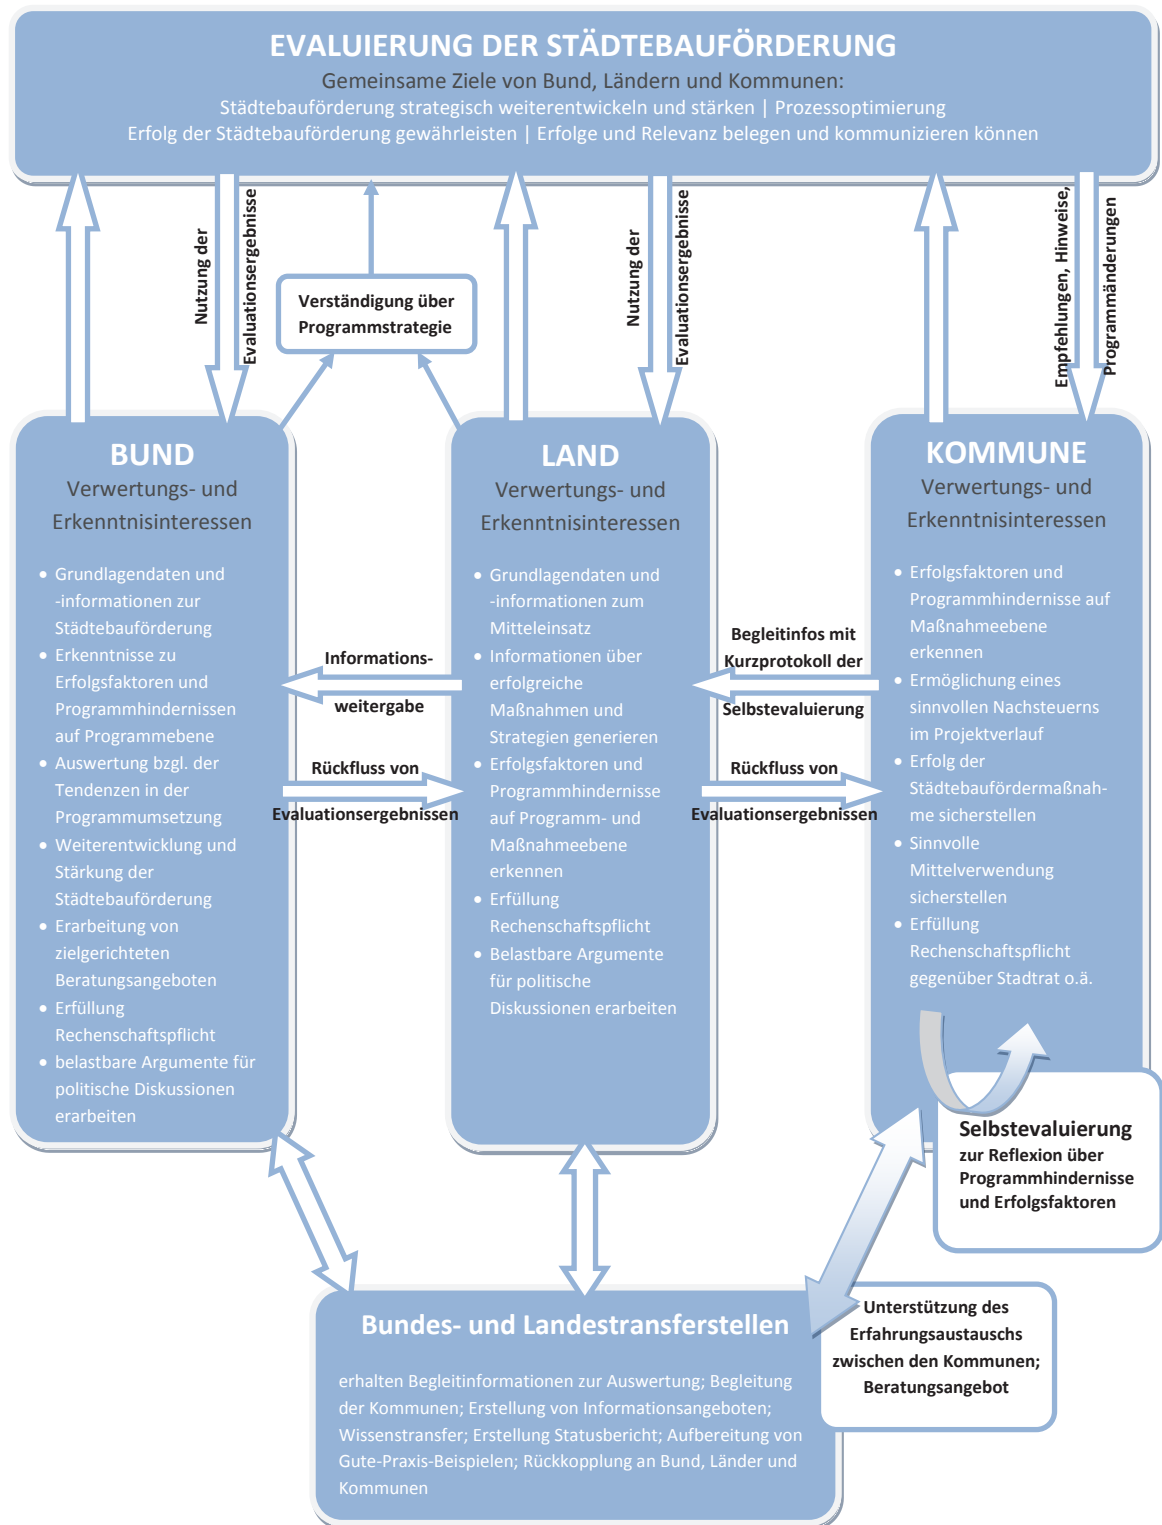 EVALUIERUNG DER STÄDTEBAUFÖRDERUNG
Gemeinsame Ziele von Bund, Ländern und Kommunen:
Städtebauförderung strategisch weiterentwickeln und stärken | Prozessoptimierung
Erfolg der Städtebauförderung gewährleisten | Erfolge und Relevanz belegen und kommunizieren können
Nutzung der
Evaluationsergebnisse
Verständigung über
Programmstrategie
Nutzung der
Evaluationsergebnisse
Empfehlungen, Hinweise,
Programmänderungen
BUND
Verwertungs- und
Erkenntnisinteressen
• Grundlagendaten und
-informationen zur
Städtebauförderung
• Erkenntnisse zu
Erfolgsfaktoren und
Programmhindernissen
auf Programmebene
• Auswertung bzgl. der
Tendenzen in der
Programmumsetzung
• Weiterentwicklung und
Stärkung der
Städtebauförderung
• Erarbeitung von
zielgerichteten
Beratungsangeboten
• Erfüllung
Rechenschaftspflicht
• belastbare Argumente für
politische Diskussionen
erarbeiten
Informations-
weitergabe
Rückfluss von
Evaluationsergebnissen
LAND
Verwertungs- und
Erkenntnisinteressen
• Grundlagendaten und
-informationen zum
Mitteleinsatz
• Informationen über
erfolgreiche
Maßnahmen und
Strategien generieren
• Erfolgsfaktoren und
Programmhindernisse
auf Programm- und
Maßnahmeebene
erkennen
• Erfüllung
Rechenschaftspflicht
• Belastbare Argumente
für politische
Diskussionen erarbeiten
Begleitinfos mit
Kurzprotokoll der
Selbstevaluierung
Rückfluss von
Evaluationsergebnissen
KOMMUNE
Verwertungs- und
Erkenntnisinteressen
• Erfolgsfaktoren und
Programmhindernisse auf
Maßnahmeebene
erkennen
• Ermöglichung eines
sinnvollen Nachsteuerns
im Projektverlauf
• Erfolg der
Städtebaufördermaßnah-
me sicherstellen
• Sinnvolle
Mittelverwendung
sicherstellen
• Erfüllung
Rechenschaftspflicht
gegenüber Stadtrat o.ä.
Selbstevaluierung
zur Reflexion über
Programmhindernisse
und Erfolgsfaktoren
Bundes- und Landestransferstellen
erhalten Begleitinformationen zur Auswertung; Begleitung
der Kommunen; Erstellung von Informationsangeboten;
Wissenstransfer; Erstellung Statusbericht; Aufbereitung von
Gute-Praxis-Beispielen; Rückkopplung an Bund, Länder und
Kommunen
Unterstützung des
Erfahrungsaustauschs
zwischen den Kommunen;
Beratungsangebot